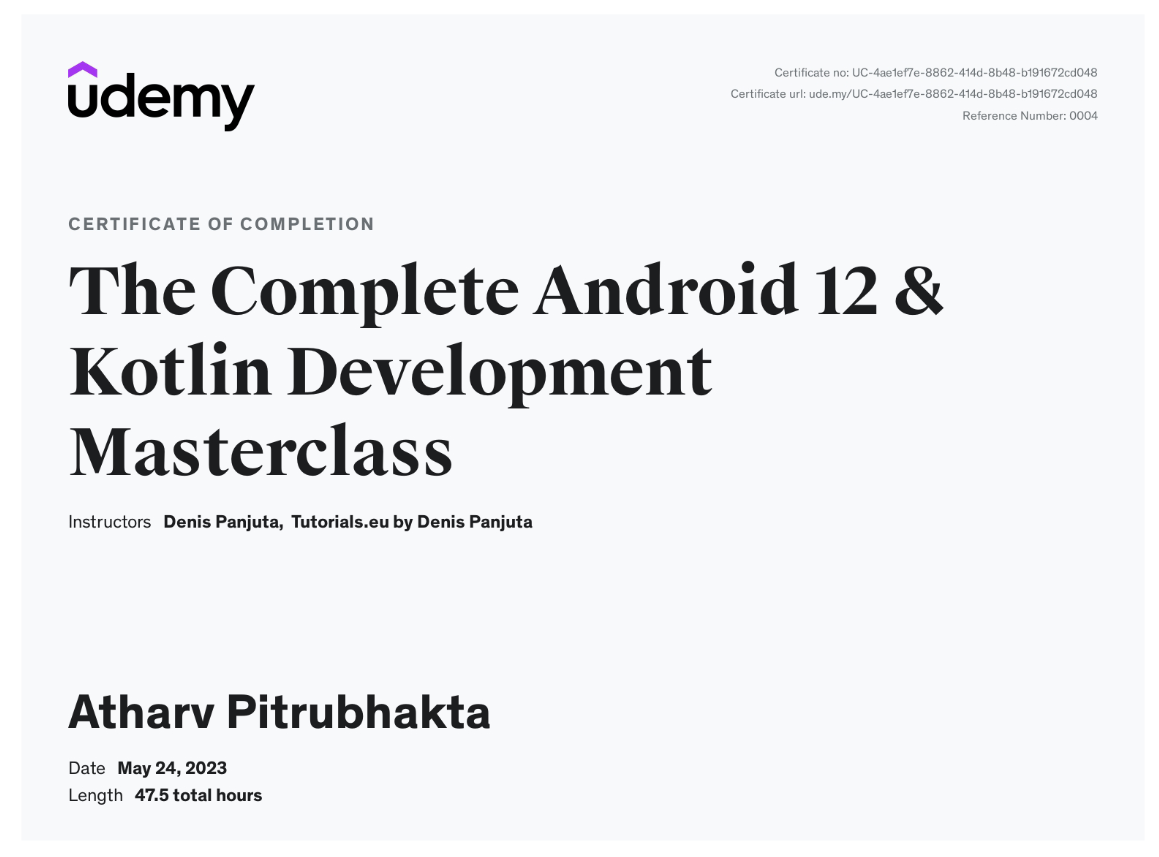 udemy
Certificate no: UC-4ae1ef7e-8862-414d-8b48-b191672cd048
Certificate url: ude.my/UC-4ae1ef7e-8862-414d-8b48-b191672cd048
Reference Number: 0004
CERTIFICATE OF COMPLETION
The Complete Android 12 &
Kotlin Development
Masterclass
Instructors Denis Panjuta, Tutorials.eu by Denis Panjuta
Atharv Pitrubhakta
Date May 24, 2023
Length 47.5 total hours